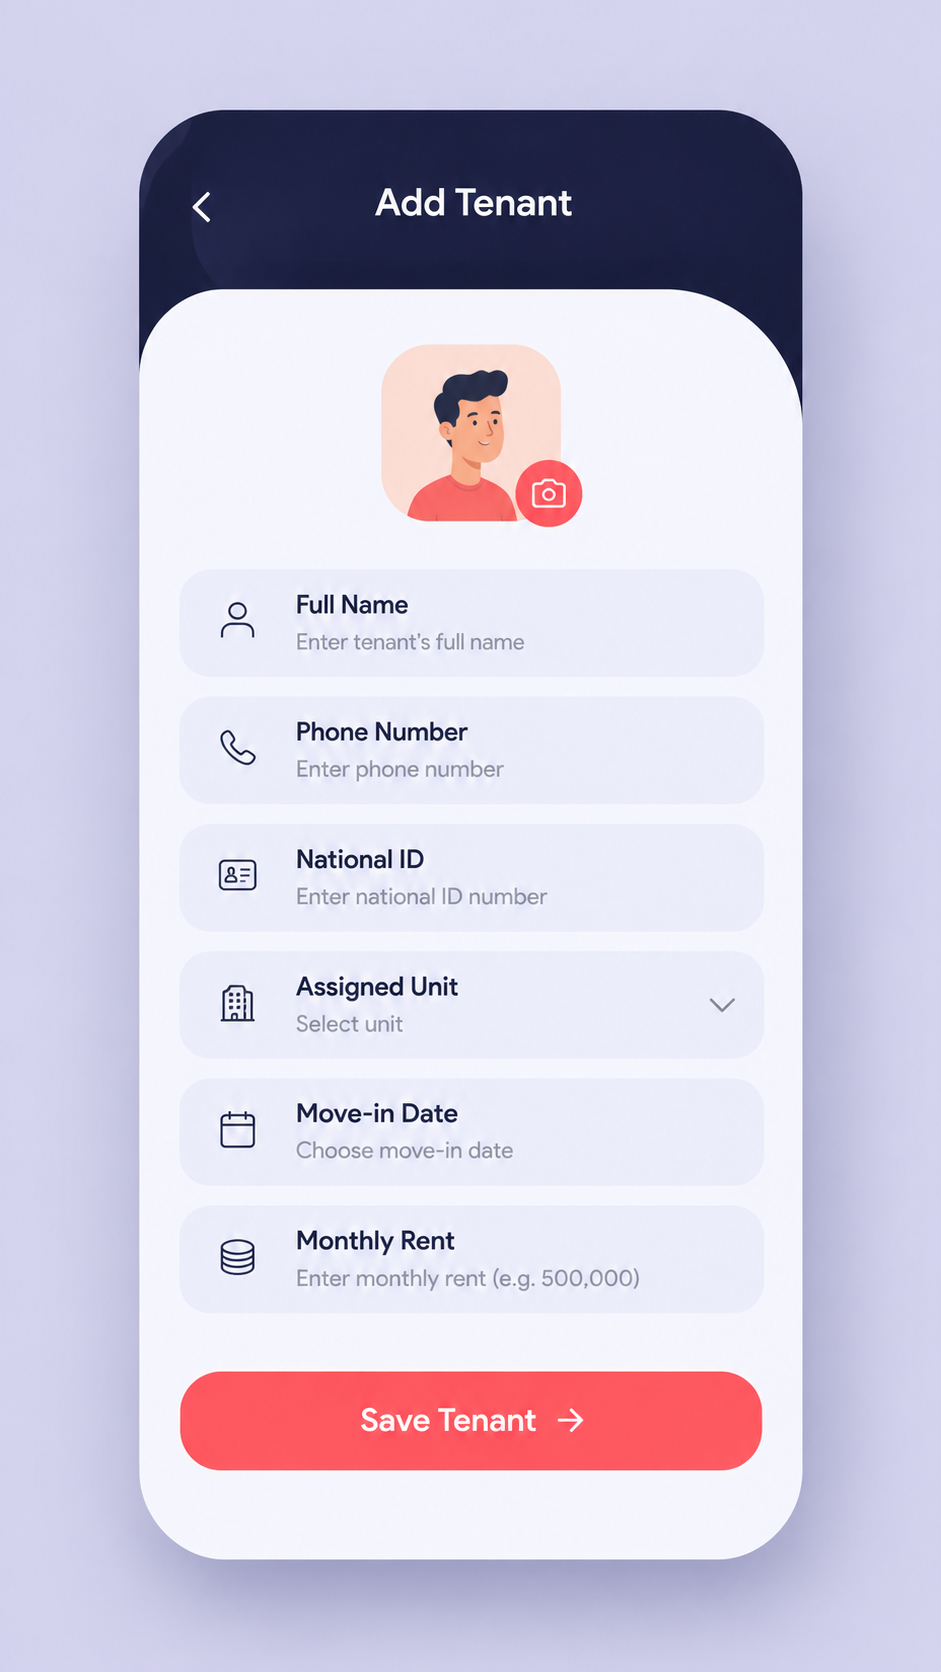 Add Tenant
Full Name
Enter tenant's full name
Phone Number
Enter phone number
National ID
Enter national ID number
Assigned Unit
Select unit
Move-in Date
Choose move-in date
Monthly Rent
Enter monthly rent (e.g. 500,000)
Save Tenant →